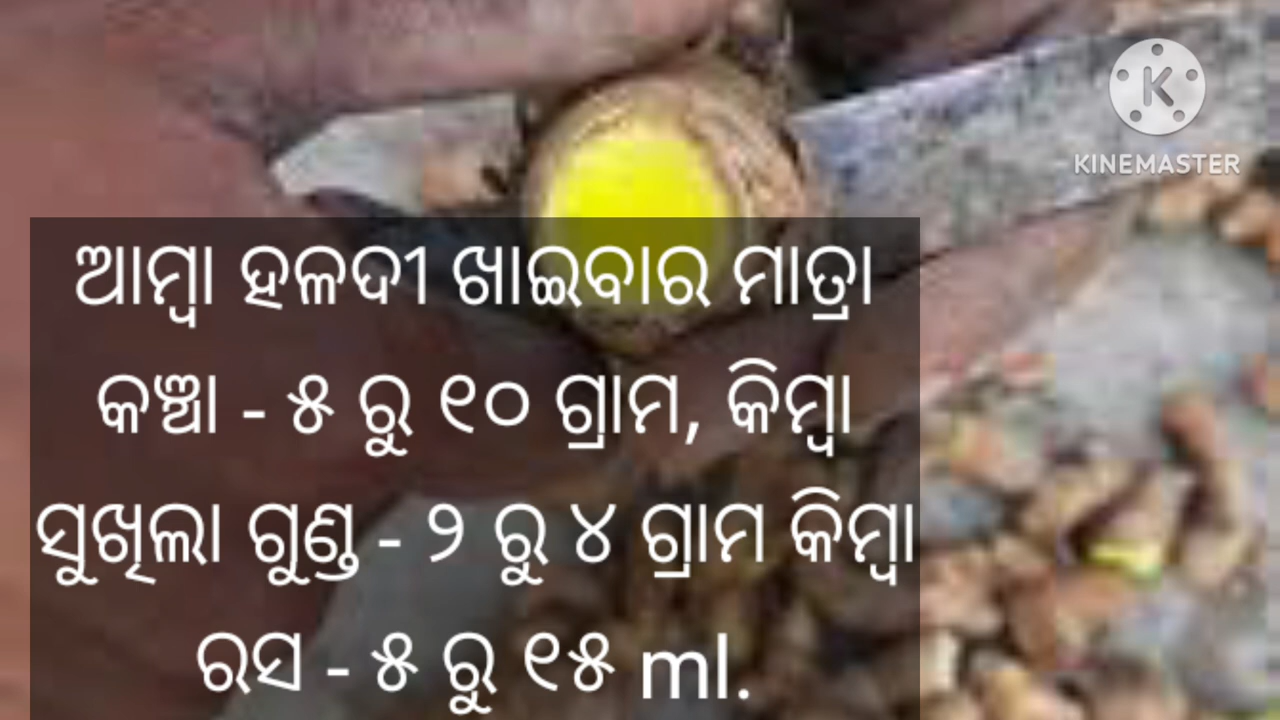 KINEMASTER
ଆମ୍ବା ହଳଦୀ ଖାଇବାର ମାତ୍ରା
କଞ୍ଚା - ୫ ରୁ ୧୦ ଗ୍ରାମ, କିମ୍ବା
ସୁଖିଲା ଗୁଣ୍ଡ - ୨ ରୁ ୪ ଗ୍ରାମ କିମ୍ବା
ରସ - ୫ ରୁ ୧୫ ml.